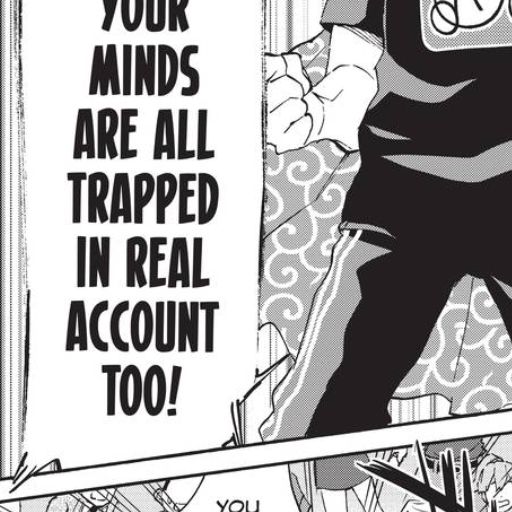 YOUR
MINDS
ARE ALL
TRAPPED
IN REAL
ACCOUNT
TOO!
YOU